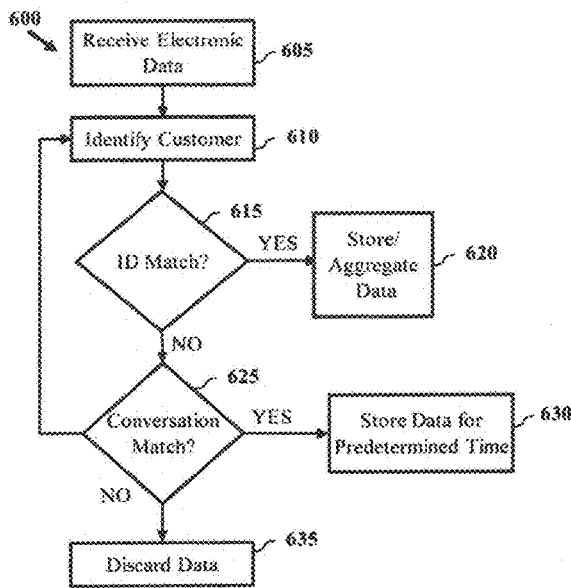 600
Receive Electronic
Data
605
Identify Customer
610
615
ID Match?
YES
Store/
Aggregate
Data
620
NO
625
Conversation
Match?
YES
Store Data for
Predetermined Time
630
NO
635
Discard Data